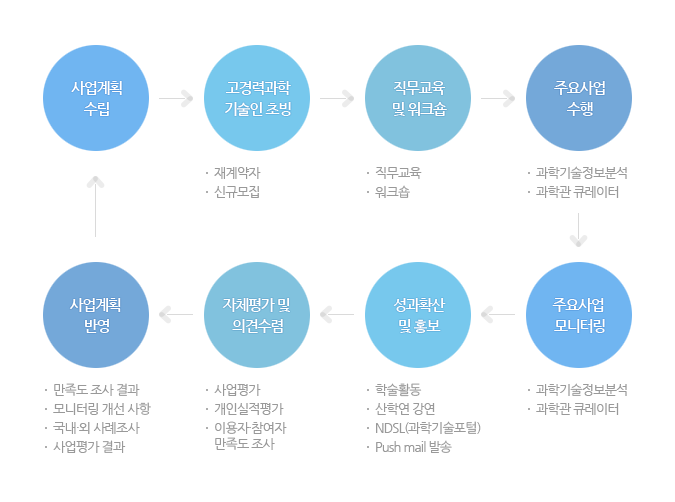 사업계획
수립
고경력과학
기술인 초빙
· 재계약자
· 신규모집
직무교육
및 워크숍
· 직무교육
· 워크숍
주요사업
수행
· 과학기술정보분석
· 과학관 큐레이터
주요사업
모니터링
· 과학기술정보분석
· 과학관 큐레이터
성과확산
및 홍보
· 학술활동
· 산학연 강연
· NDSL(과학기술포털)
· Push mail 발송
자체평가 및
의견수렴
· 사업평가
· 개인실적평가
· 이용자·참여자
만족도 조사
사업계획
반영
· 만족도 조사 결과
· 모니터링 개선 사항
· 국내·외 사례조사
· 사업평가 결과